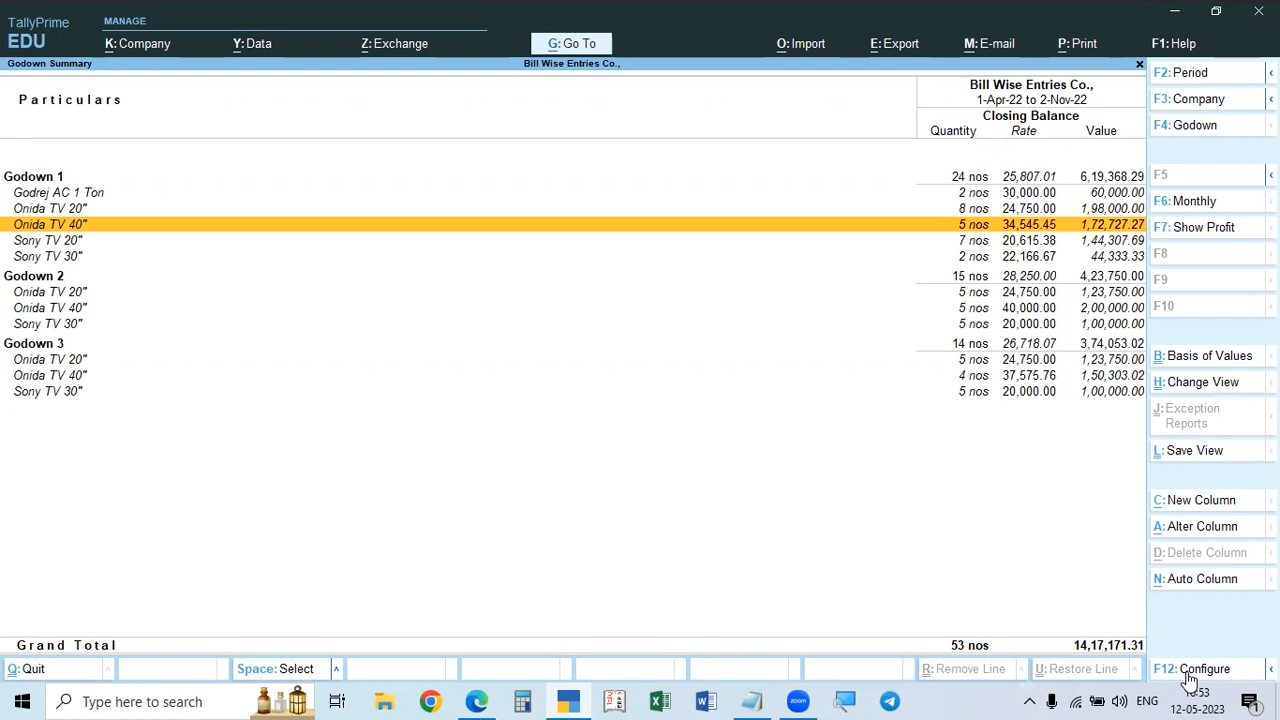 TallyPrime
EDU
MANAGE
K:Company
Y:Data
Z:Exchange
G: Go To
O: Import
E: Export
M: E-mail
P: Print
F1: Help
Godown Summary
Bill Wise Entries Co.,
F2: Period
F3: Company
F4: Godown
F5
F6: Monthly
F7: Show Profit
F8
F9
F10
B: Basis of Values
H: Change View
J: Exception
Reports
L: Save View
C: New Column
A: Alter Column
D: Delete Column
N: Auto Column
F12: Configure
Particulars
Bill Wise Entries Co.,
1-Apr-22 to 2-Nov-22
Closing Balance
Quantity Rate Value
Godown 1 24 nos 25,807.01 6,19,368.29
Godrej AC 1 Ton 2 nos 30,000.00 60,000.00
Onida TV 20" 8 nos 24,750.00 1,98,000.00
Onida TV 40" 5 nos 34,545.45 1,72,727.27
Sony TV 20" 7 nos 20,615.38 1,44,307.69
Sony TV 30" 2 nos 22,166.67 44,333.33
Godown 2 15 nos 28,250.00 4,23,750.00
Onida TV 20" 5 nos 24,750.00 1,23,750.00
Onida TV 40" 5 nos 40,000.00 2,00,000.00
Sony TV 30" 5 nos 20,000.00 1,00,000.00
Godown 3 14 nos 26,718.07 3,74,053.02
Onida TV 20" 5 nos 24,750.00 1,23,750.00
Onida TV 40" 4 nos 37,575.76 1,50,303.02
Sony TV 30" 5 nos 20,000.00 1,00,000.00
Grand Total 53 nos 14,17,171.31
Q: Quit
Space: Select
R: Remove Line
U: Restore Line
Type here to search
zoom
ENG
12-05-2023
1